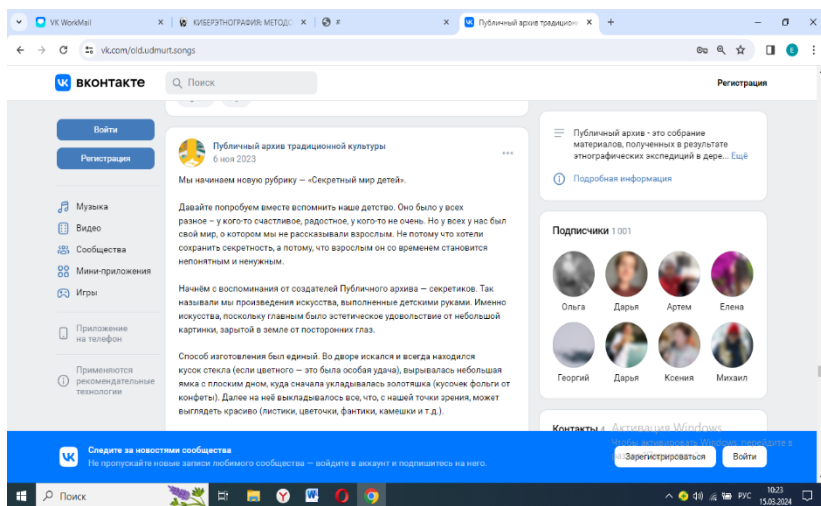 VK WorkMail
КИБЕРЭТНОГРАФИЯ: МЕТОДО
#
Публичный архив традицион
vk.com/old.udmurt.songs
вконтакте
Поиск
Регистрация
Войти
Регистрация
Музыка
Видео
Сообщества
Мини-приложения
Игры
Приложение
на телефон
Применяются
рекомендательные
технологии
Публичный архив традиционной культуры
6 ноя 2023
Мы начинаем новую рубрику – «Секретный мир детей».
Давайте попробуем вместе вспомнить наше детство. Оно было у всех
разное – у кого-то счастливое, радостное, у кого-то не очень. Но у всех у нас был
свой мир, о котором мы не рассказывали взрослым. Не потому что хотели
сохранить секретность, а потому, что взрослым он со временем становится
непонятным и ненужным.
Начнём с воспоминания от создателей Публичного архива — секретиков. Так
называли мы произведения искусства, выполненные детскими руками. Именно
искусства, поскольку главным было эстетическое удовольствие от небольшой
картинки, зарытой в земле от посторонних глаз.
Способ изготовления был единый. Во дворе искался и всегда находился
кусок стекла (если цветного – это была особая удача), вырывалась небольшая
ямка с плоским дном, куда сначала укладывалась золотяшка (кусочек фольги от
конфеты). Далее на неё выкладывалось все, что, с нашей точки зрения, может
выглядеть красиво (листики, цветочки, фантики, камешки и т.д.).
Публичный архив - это собрание
материалов, полученных в результате
этнографических экспедиций в дере... Ещё
Подробная информация
Подписчики 1 001
Ольга Дарья Артем Елена
Георгий Дарья Ксения Михаил
Контакты 4
Активация Windows
Чтобы активировать Windows, перейдите в
Следите за новостями сообщества
Не пропускайте новые записи любимого сообщества — войдите в аккаунт и подпишитесь на него.
Зарегистрироваться
Войти
Поиск
РУС
10:23
15.03.2024